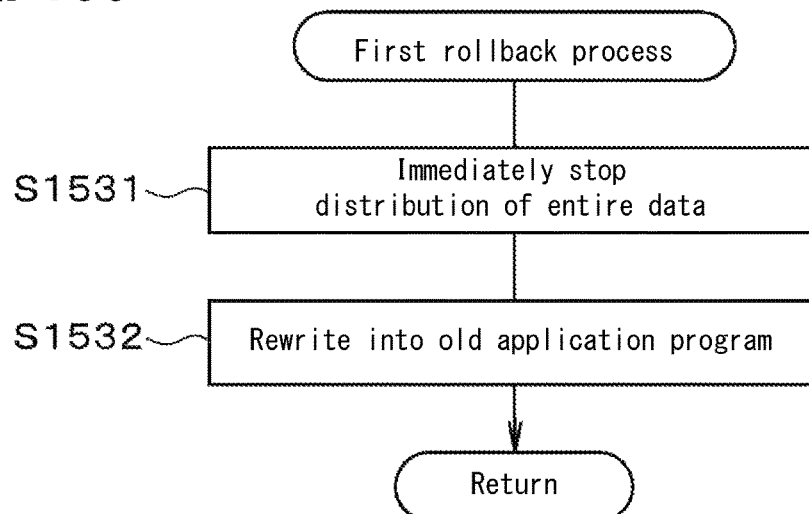 First rollback process
S1531
Immediately stop
distribution of entire data
S1532
Rewrite into old application program
Return